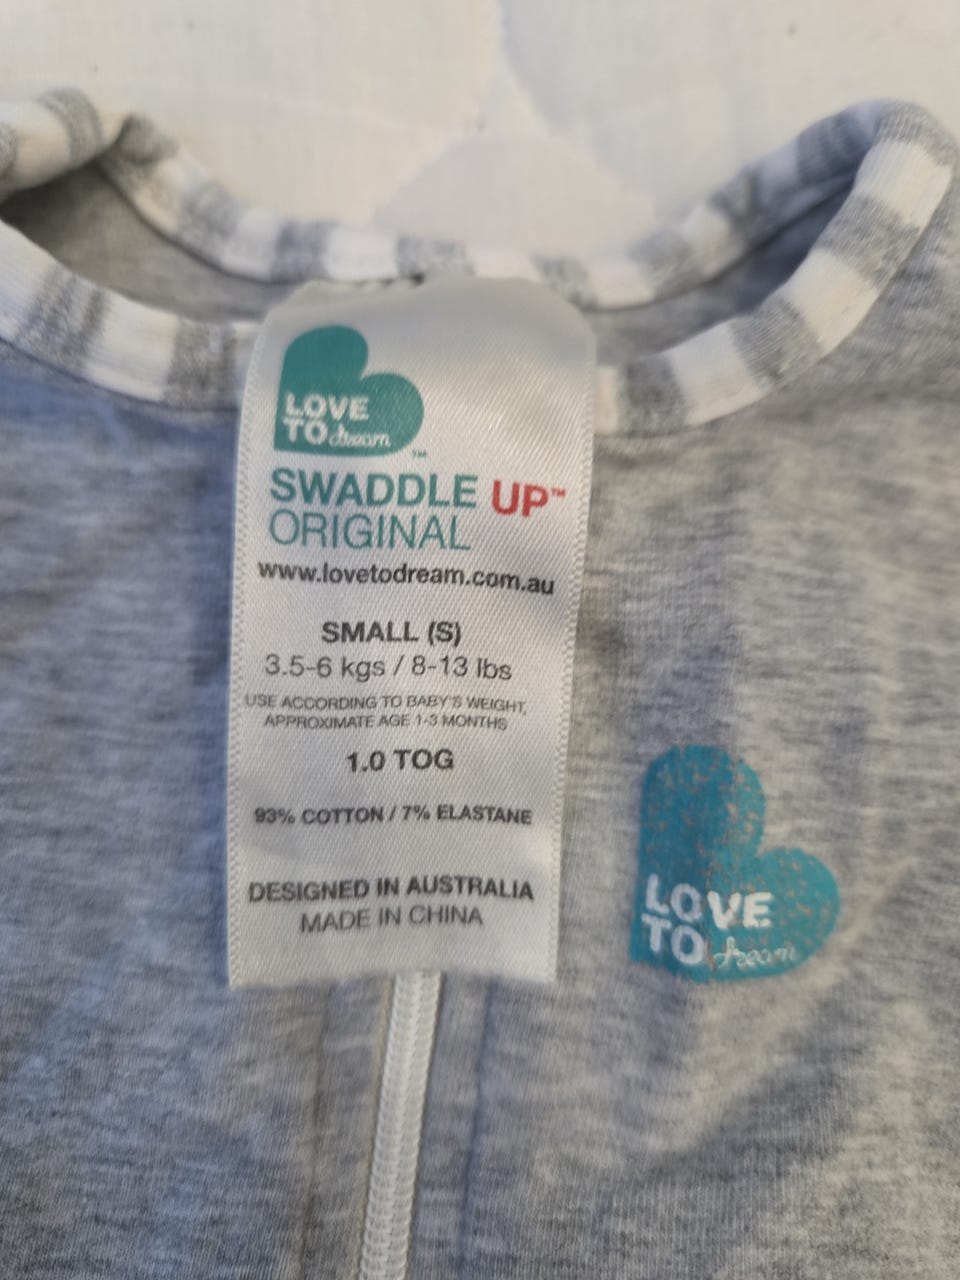 LOVE
TO dream™
SWADDLE UP™
ORIGINAL
www.lovetodream.com.au
SMALL (S)
3.5-6 kgs / 8-13 lbs
USE ACCORDING TO BABY'S WEIGHT,
APPROXIMATE AGE 1-3 MONTHS
1.0 TOG
93% COTTON / 7% ELASTANE
DESIGNED IN AUSTRALIA
MADE IN CHINA
LOVE
TO dream